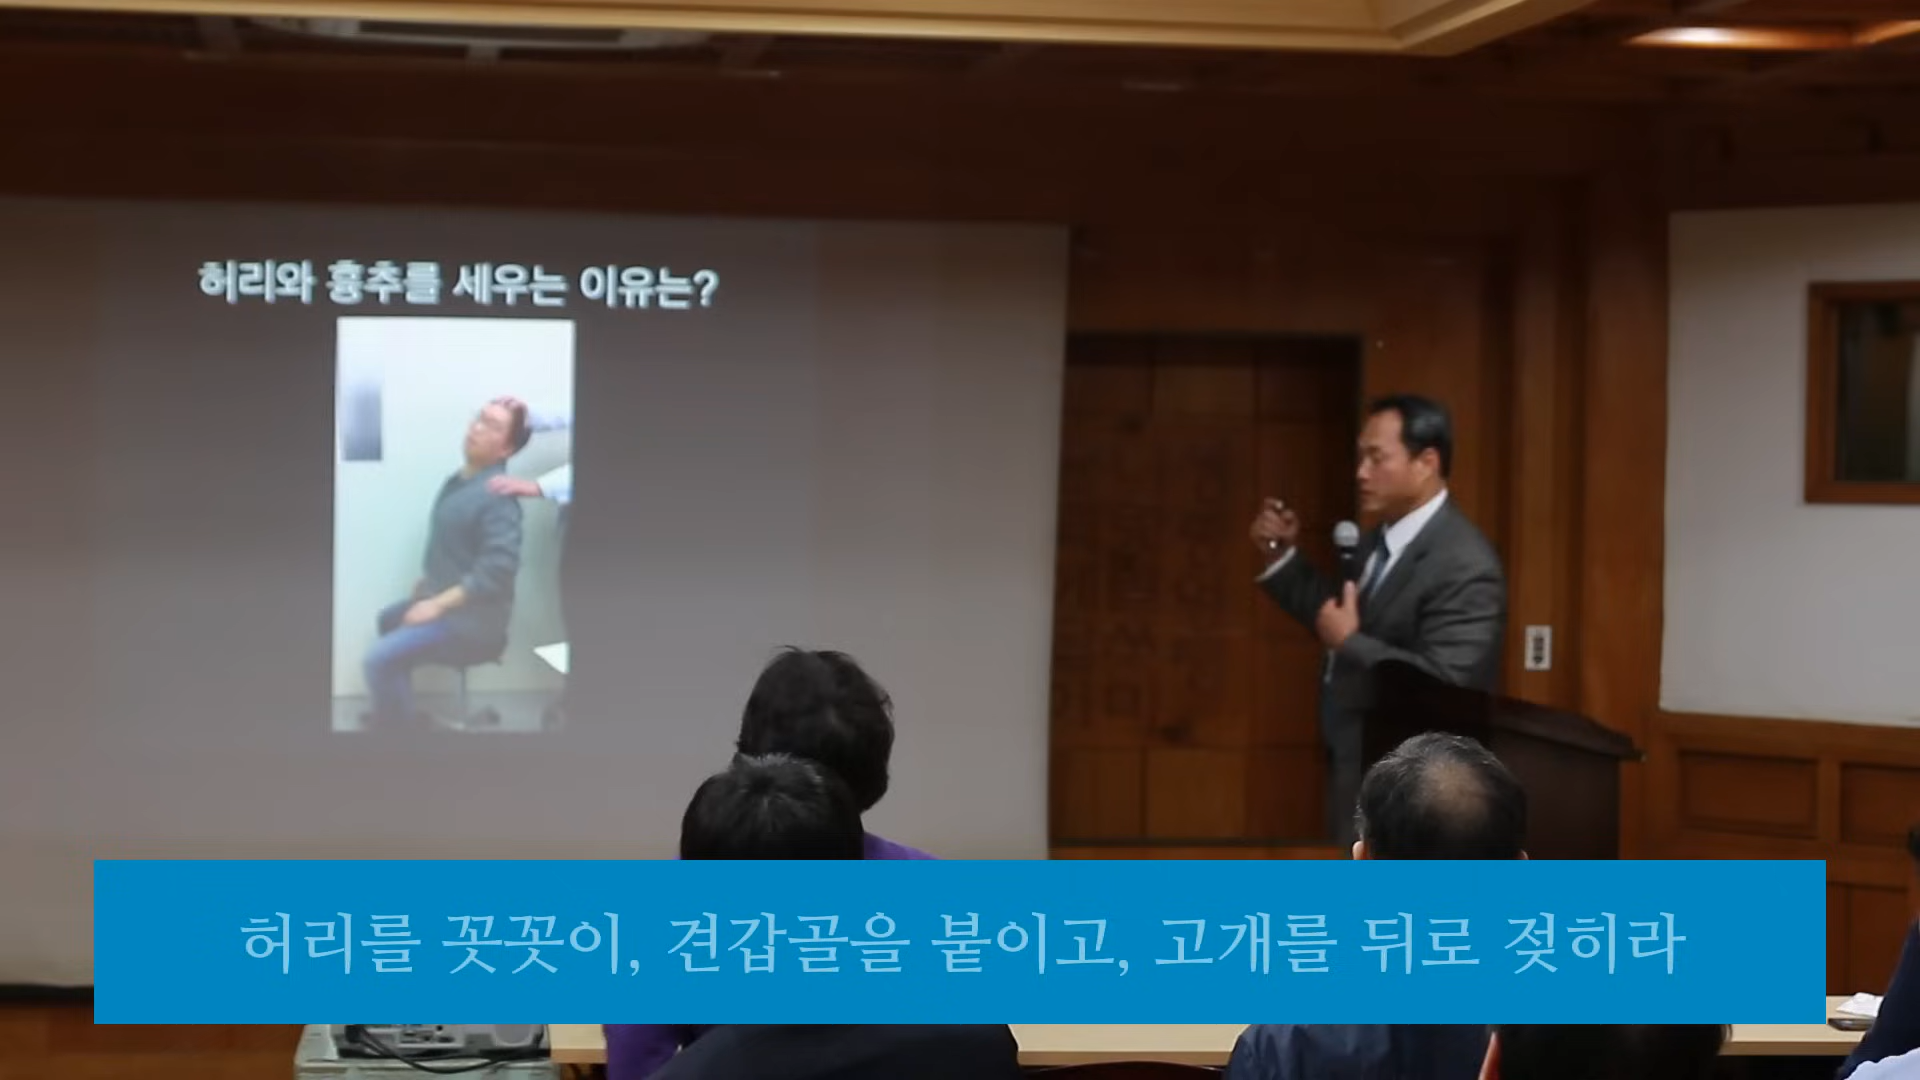 허리와 흉추를 세우는 이유는?
허리를 꼿꼿이, 견갑골을 붙이고, 고개를 뒤로 젖히라